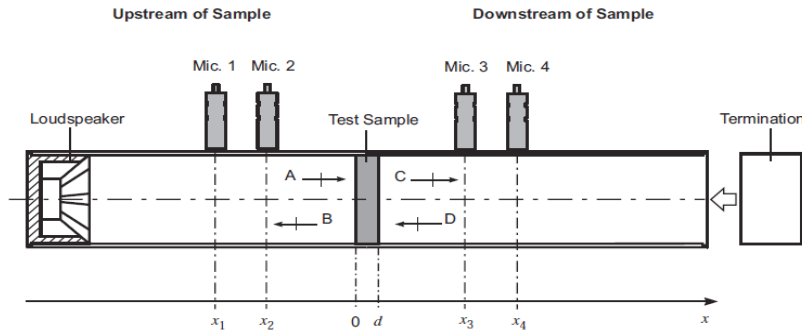 Upstream of Sample Downstream of Sample
Mic. 1 Mic. 2 Mic. 3 Mic. 4
Loudspeaker Test Sample Termination
A C
B D
x₁ x₂ 0 d x₃ x₄ x